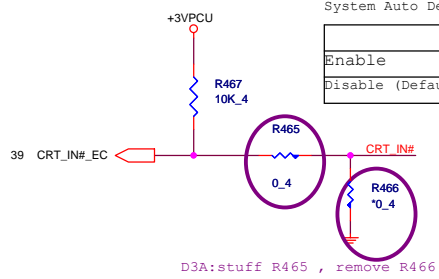 System Auto De
+3VPCU
Enable
Disable (Defau
R467
10K_4
R465
39 CRT_IN#_EC
CRT_IN#
0_4
R466
*0_4
D3A:stuff R465 , remove R466